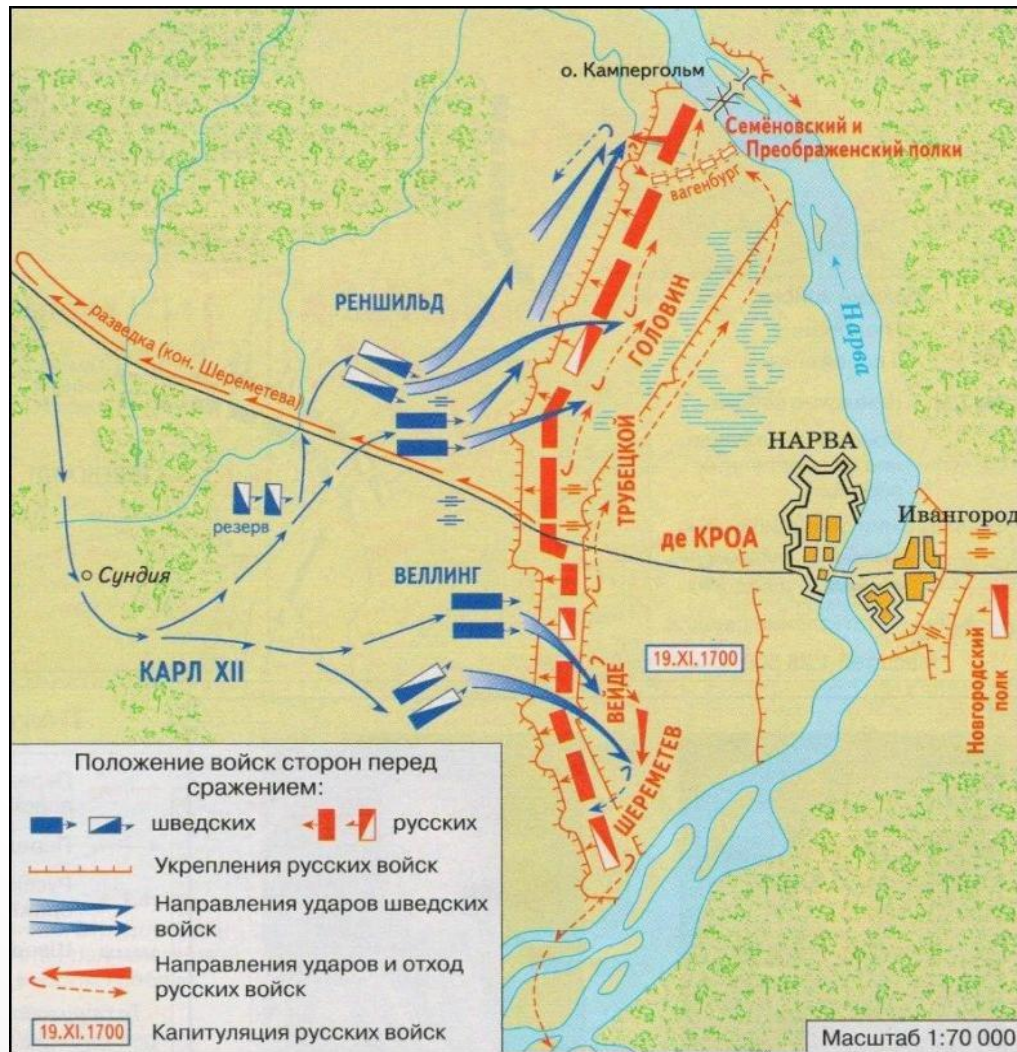 о. Кампергольм
Семёновский и
Преображенский полки
вагенбург
РЕНШИЛЬД
разведка (кон. Шереметева)
ГОЛОВИН
Нарва
ТРУБЕЦКОЙ
НАРВА
резерв
Ивангород
де КРОА
Сундия
ВЕЛЛИНГ
КАРЛ XII
19.XI.1700
ВЕЙДЕ
ШЕРЕМЕТЕВ
Новгородский
полк
Положение войск сторон перед
сражением:
шведских
русских
Укрепления русских войск
Направления ударов шведских
войск
Направления ударов и отход
русских войск
19.XI.1700 Капитуляция русских войск
Масштаб 1:70 000